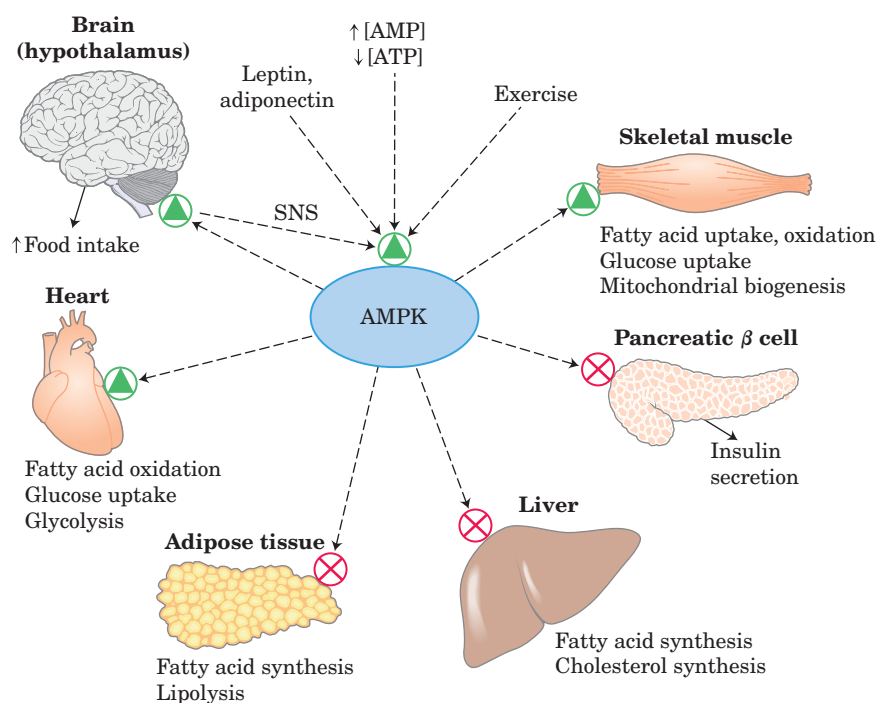 Brain
(hypothalamus)
↑ [AMP]
↓ [ATP]
Leptin,
adiponectin
Exercise
Skeletal muscle
SNS
↑ Food intake
Fatty acid uptake, oxidation
Glucose uptake
Mitochondrial biogenesis
Heart
AMPK
Pancreatic β cell
Insulin
secretion
Fatty acid oxidation
Glucose uptake
Glycolysis
Liver
Adipose tissue
Fatty acid synthesis
Cholesterol synthesis
Fatty acid synthesis
Lipolysis